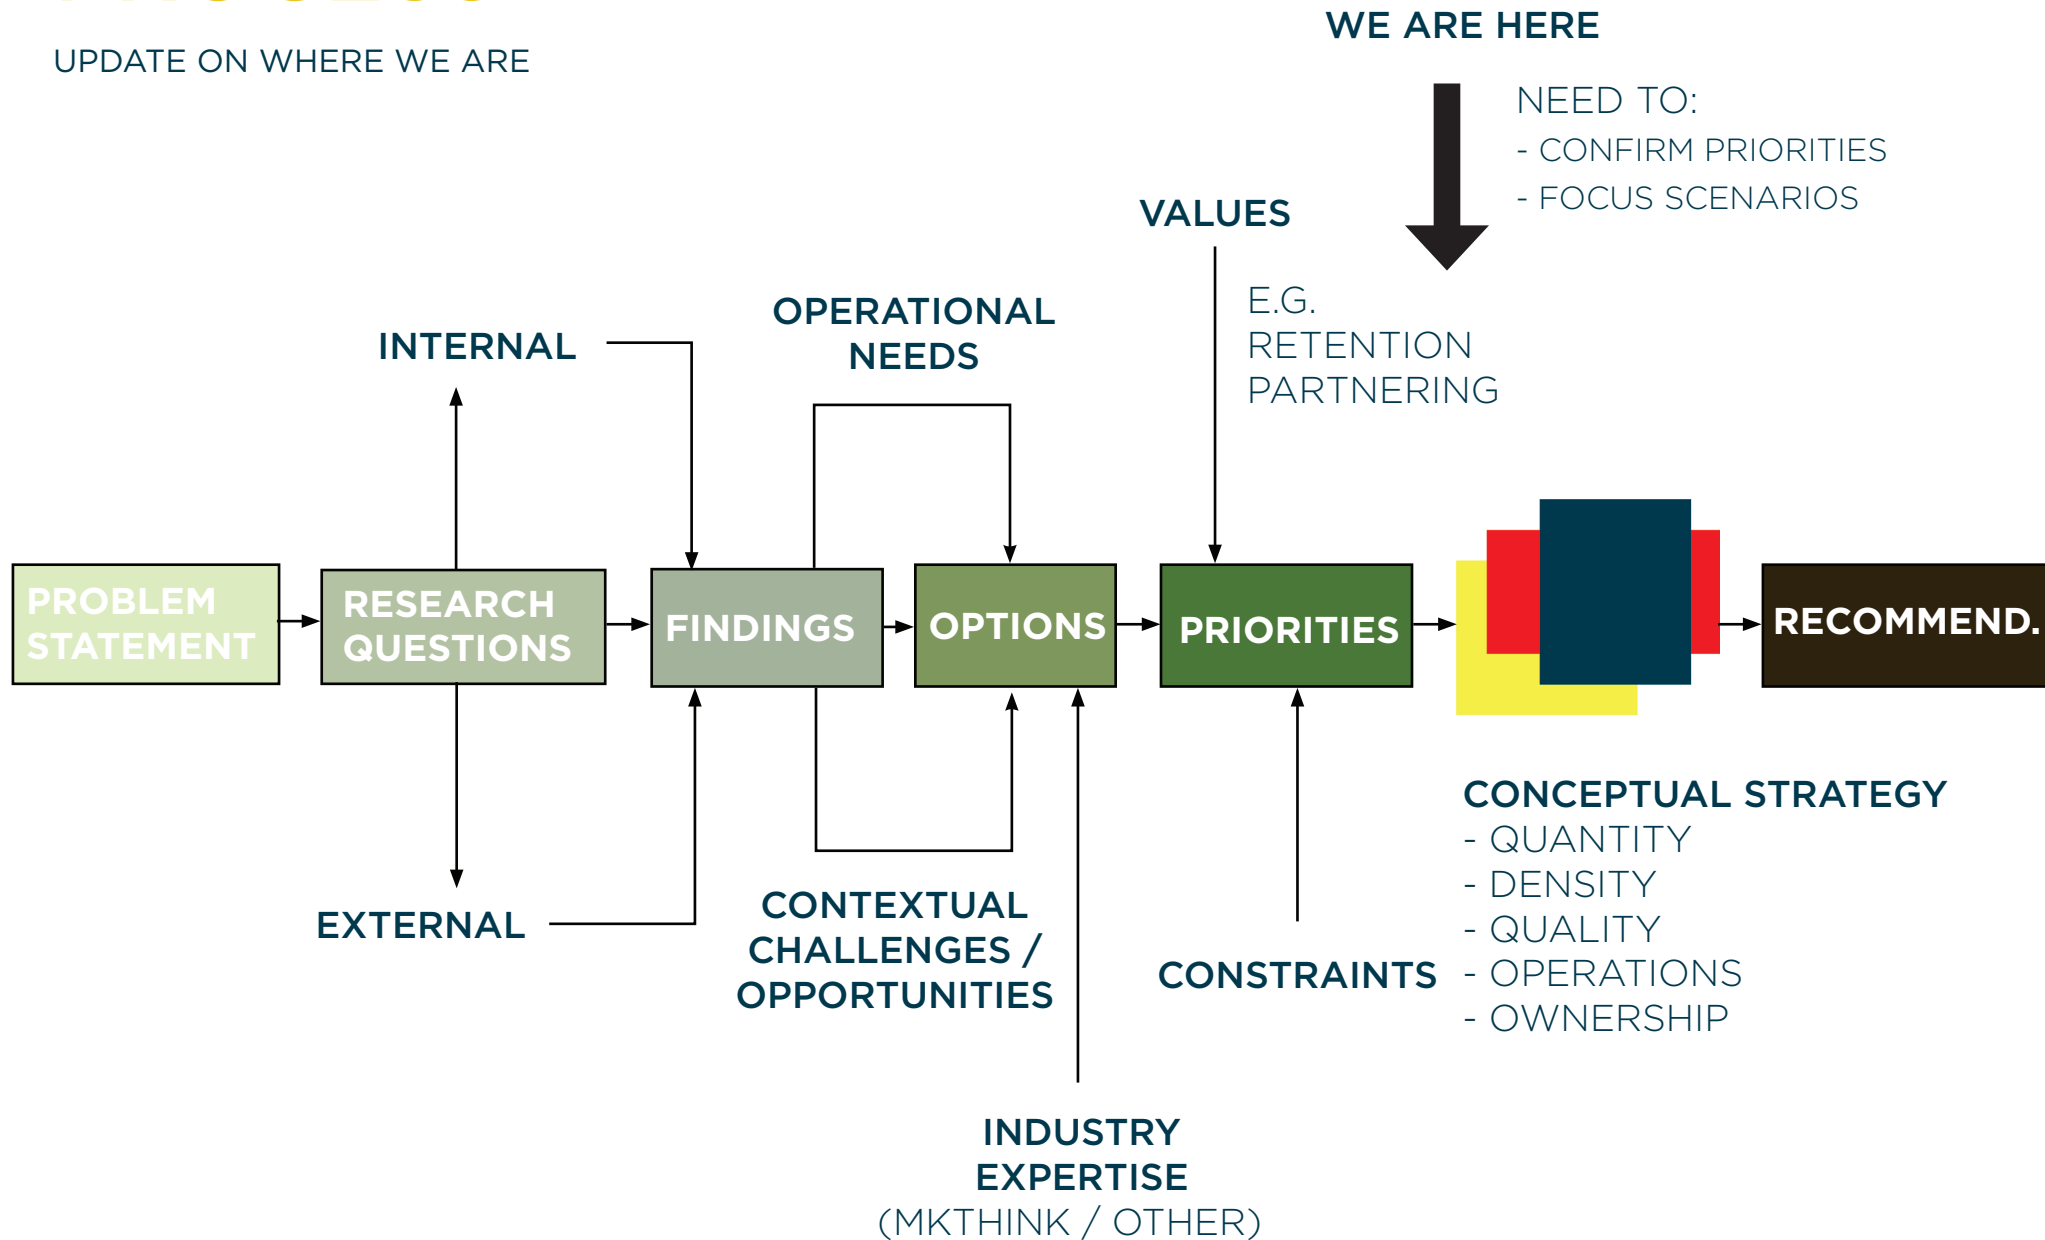 UPDATE ON WHERE WE ARE
WE ARE HERE
NEED TO:
- CONFIRM PRIORITIES
- FOCUS SCENARIOS
VALUES
E.G.
RETENTION
PARTNERING
OPERATIONAL
NEEDS
INTERNAL
PROBLEM
STATEMENT
RESEARCH
QUESTIONS
FINDINGS
OPTIONS
PRIORITIES
RECOMMEND.
EXTERNAL
CONTEXTUAL
CHALLENGES /
OPPORTUNITIES
CONSTRAINTS
CONCEPTUAL STRATEGY
- QUANTITY
- DENSITY
- QUALITY
- OPERATIONS
- OWNERSHIP
INDUSTRY
EXPERTISE
(MKTHINK / OTHER)